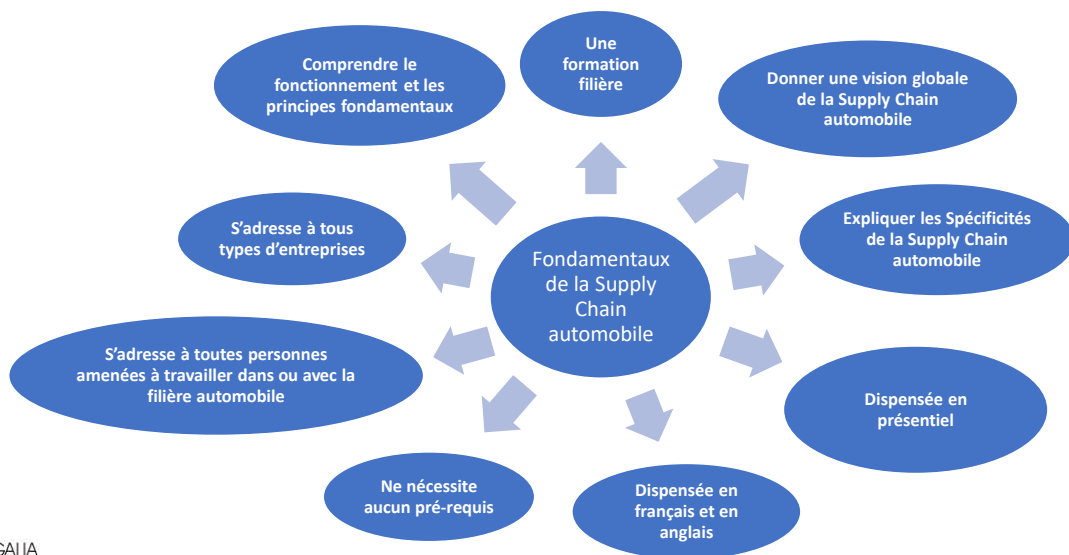 Une
formation
filière
Comprendre le
fonctionnement et les
principes fondamentaux
Donner une vision globale
de la Supply Chain
automobile
S'adresse à tous
types d'entreprises
Expliquer les Spécificités
de la Supply Chain
automobile
Fondamentaux
de la Supply
Chain
automobile
S'adresse à toutes personnes
amenées à travailler dans ou avec la
filière automobile
Dispensée en
présentiel
Ne nécessite
aucun pré-requis
Dispensée en
français et en
anglais